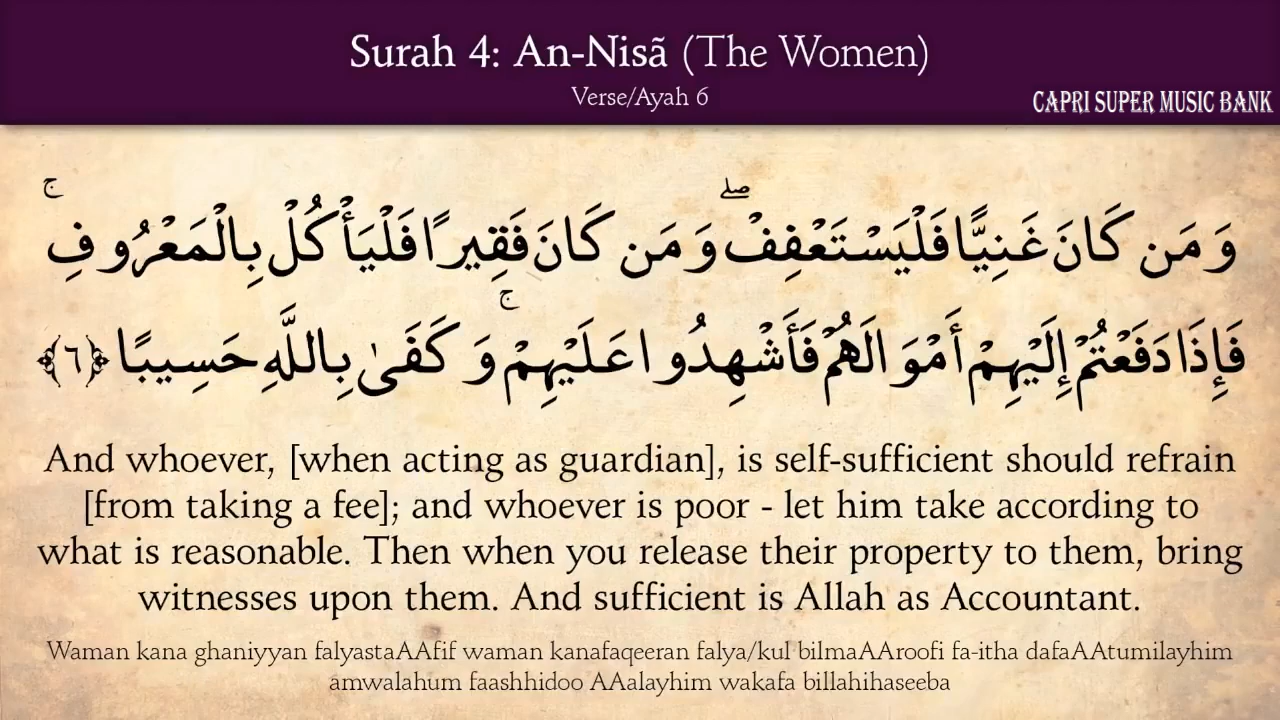 Surah 4: An-Nisã (The Women)
Verse/Ayah 6
CAPRI SUPER MUSIC BANK
وَمَن كَانَ غَنِيًّا فَلْيَسْتَعْفِفْ ۖ وَمَن كَانَ فَقِيرًا فَلْيَأْكُلْ بِالْمَعْرُوفِ ۚ
فَإِذَا دَفَعْتُمْ إِلَيْهِمْ أَمْوَالَهُمْ فَأَشْهِدُوا عَلَيْهِمْ ۚ وَكَفَىٰ بِاللَّهِ حَسِيبًا ﴿٦﴾
And whoever, [when acting as guardian], is self-sufficient should refrain
[from taking a fee]; and whoever is poor - let him take according to
what is reasonable. Then when you release their property to them, bring
witnesses upon them. And sufficient is Allah as Accountant.
Waman kana ghaniyyan falyastaAAfif waman kanafaqeeran falya/kul bilmaAAroofi fa-itha dafaAAtumilayhim
amwalahum faashhidoo AAalayhim wakafa billahihaseeba